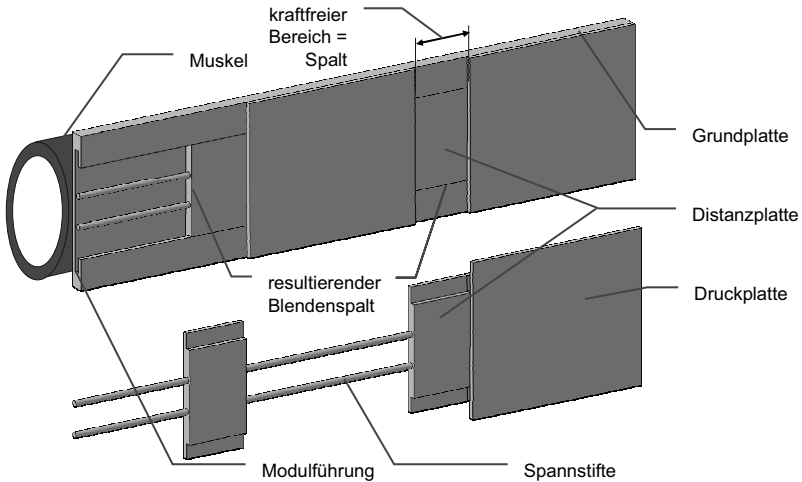 kraftfreier
Bereich =
Spalt
Muskel
Grundplatte
Distanzplatte
resultierender
Blendenspalt
Druckplatte
Modulführung
Spannstifte